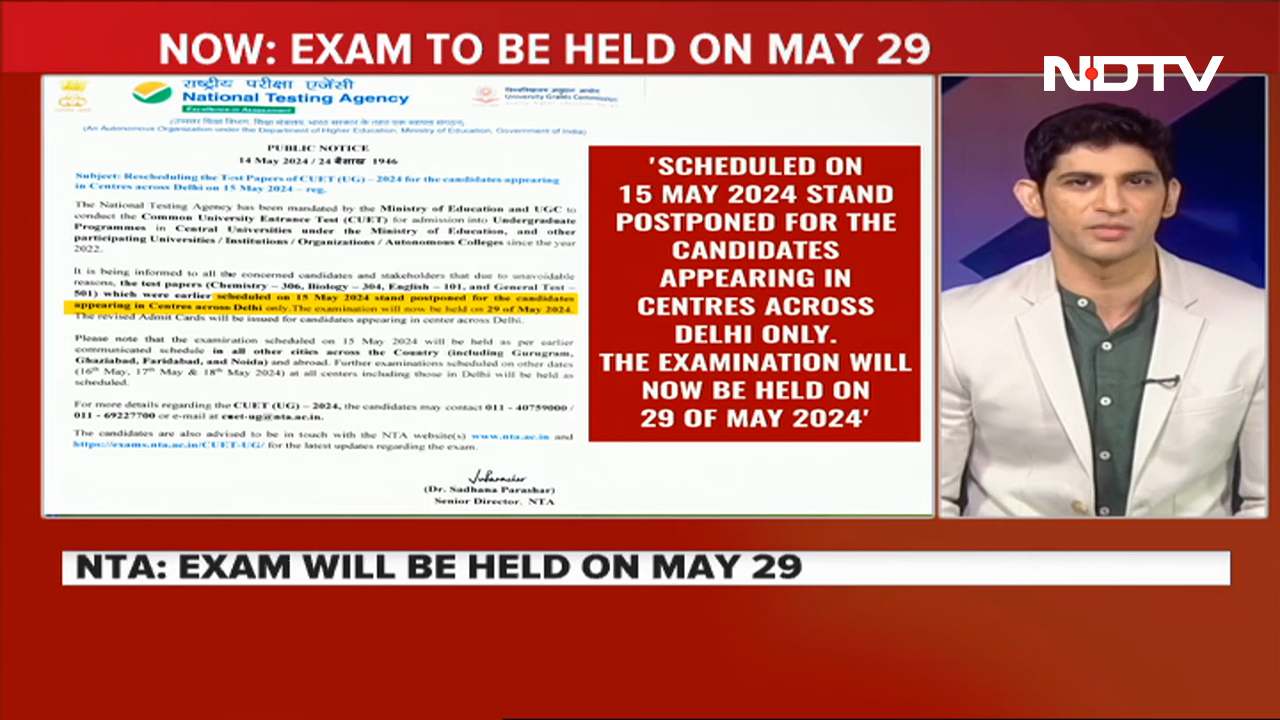 NOW: EXAM TO BE HELD ON MAY 29
NDTV
राष्ट्रीय परीक्षा एजेंसी
National Testing Agency
Excellence in Assessment
University Grants Commission
(An Autonomous Organization under the Department of Higher Education, Ministry of Education, Government of India)
PUBLIC NOTICE
14 May 2024 / 24 बैसाख 1946
Subject: Rescheduling the Test Papers of CUET (UG) – 2024 for the candidates appearing
in Centres across Delhi on 15 May 2024 – reg.
The National Testing Agency has been mandated by the Ministry of Education and UGC to
conduct the Common University Entrance Test (CUET) for admission into Undergraduate
Programmes in Central Universities under the Ministry of Education, and other
participating Universities / Institutions / Organizations / Autonomous Colleges since the year
2022.
It is being informed to all the concerned candidates and stakeholders that due to unavoidable
reasons, the test papers (Chemistry – 306, Biology – 304, English – 101, and General Test –
501) which were earlier scheduled on 15 May 2024 stand postponed for the candidates
appearing in Centres across Delhi only. The examination will now be held on 29 of May 2024.
The revised Admit Cards will be issued for candidates appearing in center across Delhi.
Please note that the examination scheduled on 15 May 2024 will be held as per earlier
communicated schedule in all other cities across the Country (including Gurugram,
Ghaziabad, Faridabad, and Noida) and abroad. Further examinations scheduled on other dates
(16th May, 17th May & 18th May 2024) at all centers including those in Delhi will be held as
scheduled.
For more details regarding the CUET (UG) – 2024, the candidates may contact 011 - 40759000 /
011 - 69227700 or e-mail at cuet-ug@nta.ac.in.
The candidates are also advised to be in touch with the NTA website(s) www.nta.ac.in and
https://exams.nta.ac.in/CUET-UG/ for the latest updates regarding the exam.
(Dr. Sadhana Parashar)
Senior Director, NTA
'SCHEDULED ON
15 MAY 2024 STAND
POSTPONED FOR THE
CANDIDATES
APPEARING IN
CENTRES ACROSS
DELHI ONLY.
THE EXAMINATION WILL
NOW BE HELD ON
29 OF MAY 2024'
NTA: EXAM WILL BE HELD ON MAY 29